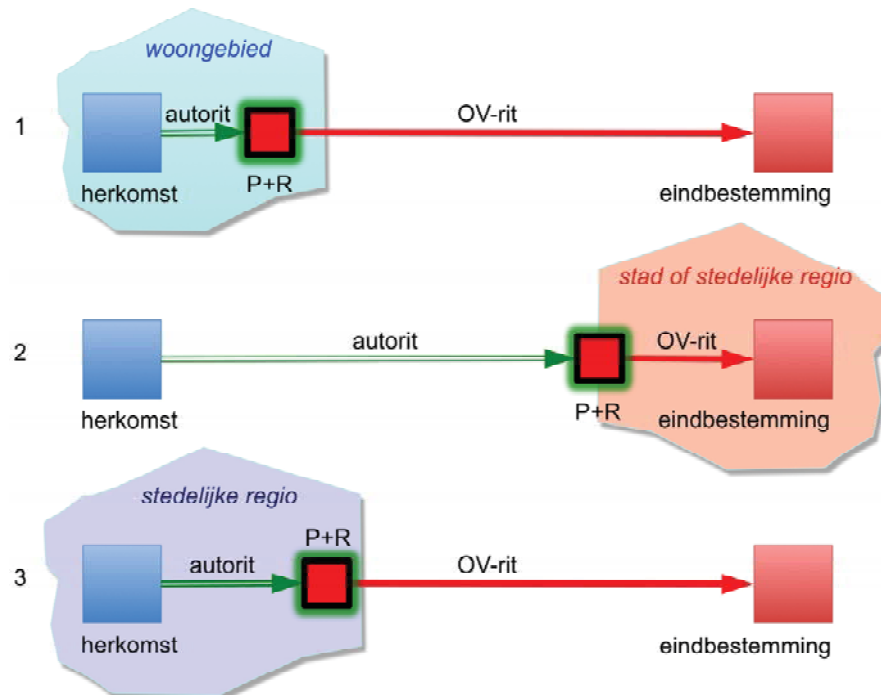 woongebied
autorit
OV-rit
1
P+R
herkomst
eindbestemming
stad of stedelijke regio
autorit
OV-rit
2
P+R
herkomst
eindbestemming
stedelijke regio
P+R
autorit
OV-rit
3
herkomst
eindbestemming